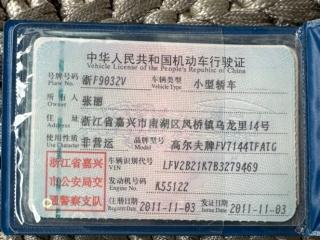 中华人民共和国机动车行驶证
Vehicle License of the People's Republic of China
号牌号码 浙F9032V 车辆类型 小型轿车
Plate No. Vehicle Type
所有人 张丽
Owner
住址 浙江省嘉兴市南湖区凤桥镇乌龙里14号
Address
使用性质 非营运 品牌型号 高尔夫牌FV7144TFATG
Use Character Model
浙江省嘉兴 车辆识别代号 LFV2B21K7B3279469
VIN
市公安局交 发动机号码 K55122
Engine No.
通警察支队 注册日期 2011-11-03 发证日期 2011-11-03
Register Date Issue Date